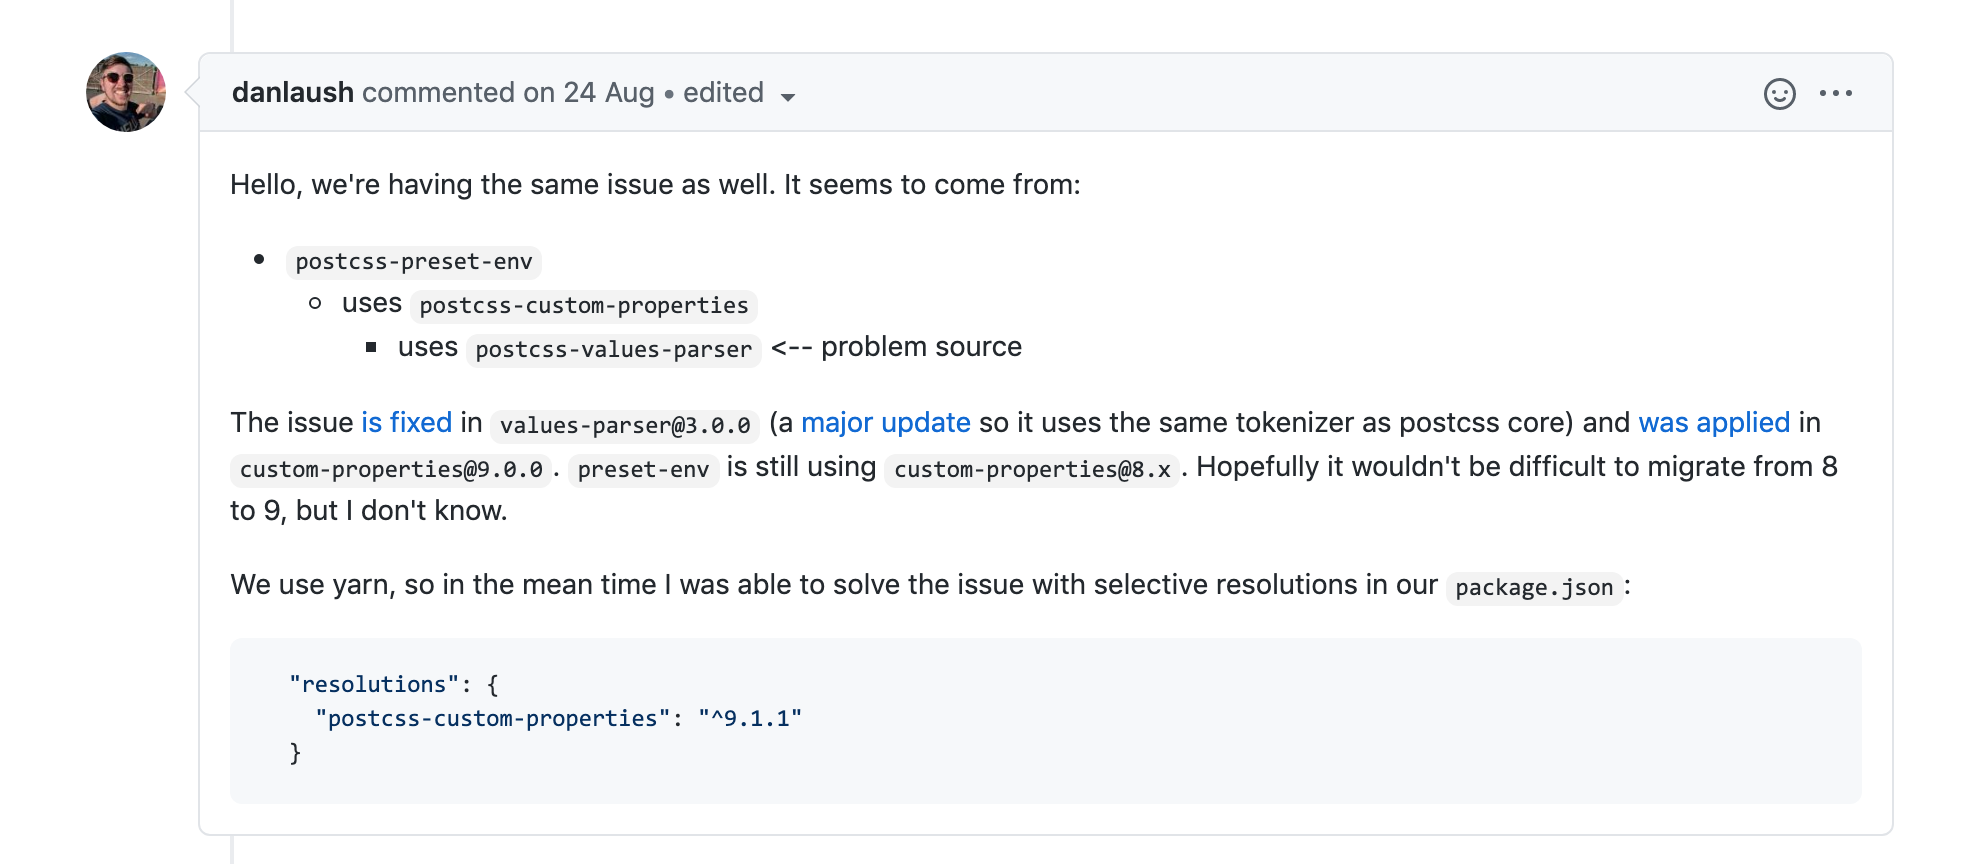 danlaush commented on 24 Aug • edited
Hello, we're having the same issue as well. It seems to come from:
postcss-preset-env
uses postcss-custom-properties
uses postcss-values-parser <-- problem source
The issue is fixed in values-parser@3.0.0 (a major update so it uses the same tokenizer as postcss core) and was applied in
custom-properties@9.0.0 . preset-env is still using custom-properties@8.x . Hopefully it wouldn't be difficult to migrate from 8
to 9, but I don't know.
We use yarn, so in the mean time I was able to solve the issue with selective resolutions in our package.json :
"resolutions": {
"postcss-custom-properties": "^9.1.1"
}